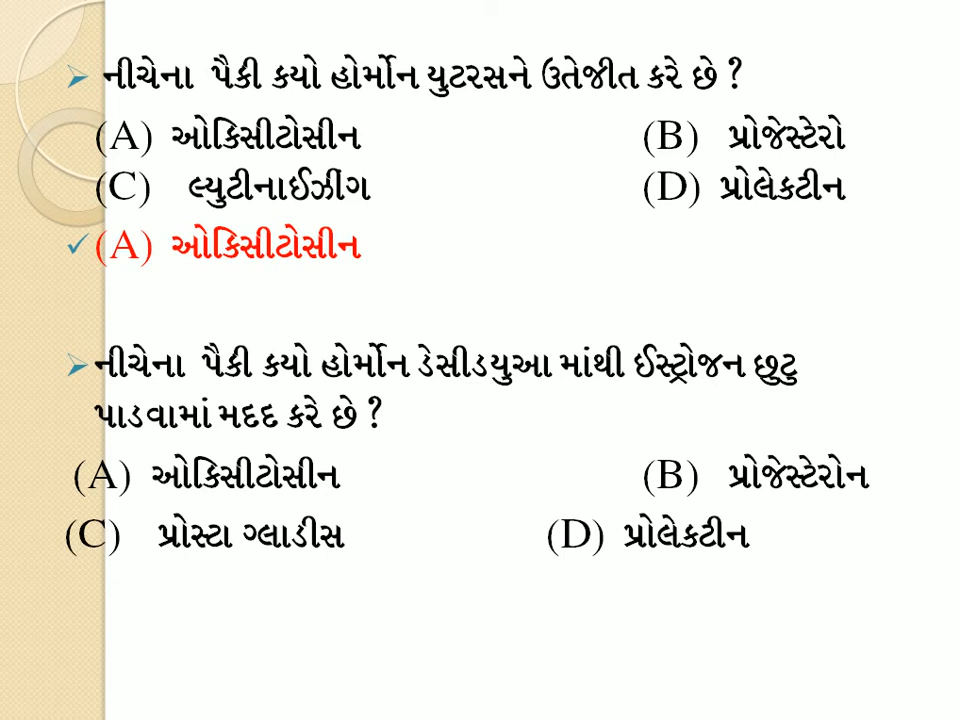 નીચેના પૈકી કયો હોર્મોન યુટરસને ઉતેજીત કરે છે ?
(A) ઓકિસીટોસીન (B) પ્રોજેસ્ટેરો
(C) લ્યુટીનાઈઝીંગ (D) પ્રોલેકટીન
(A) ઓકિસીટોસીન
નીચેના પૈકી કયો હોર્મોન ડેસીડયુઆ માંથી ઈસ્ટ્રોજન છુટુ
પાડવામાં મદદ કરે છે ?
(A) ઓકિસીટોસીન (B) પ્રોજેસ્ટેરોન
(C) પ્રોસ્ટા ગ્લાડીસ (D) પ્રોલેકટીન